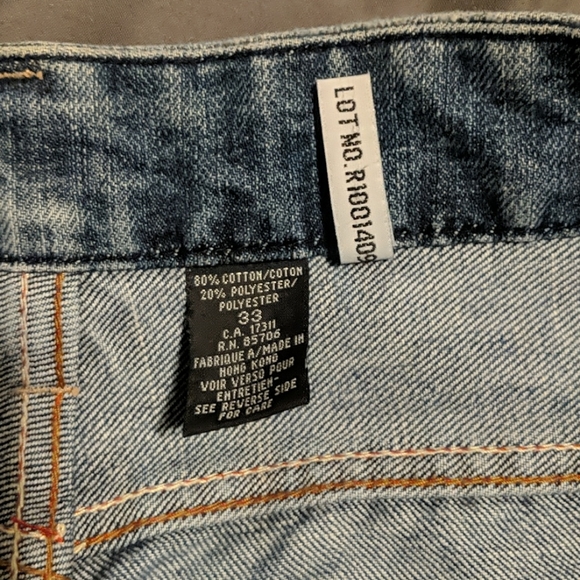 LOT NO. R1001409
80% COTTON/COTON
20% POLYESTER/
POLYESTER
33
C.A. 17311
R.N. 85706
FABRIQUE A/MADE IN
HONG KONG
VOIR VERSO POUR
ENTRETIEN-
SEE REVERSE SIDE
FOR CARE